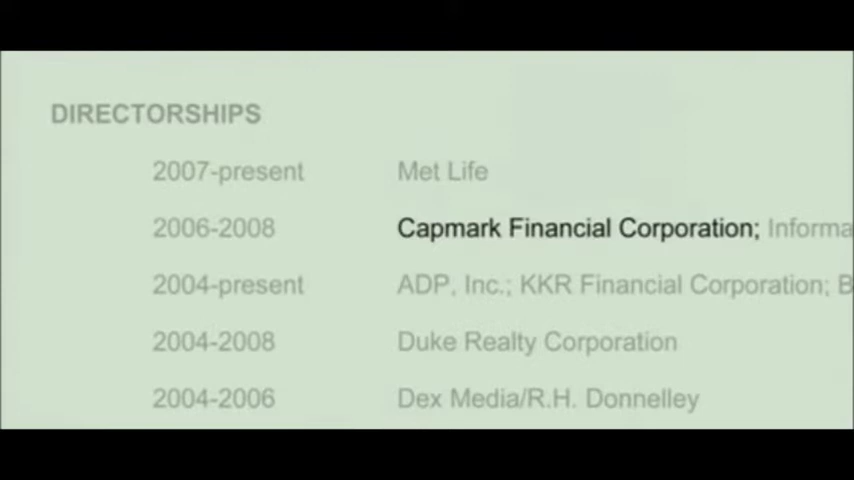 DIRECTORSHIPS
2007-present Met Life
2006-2008 Capmark Financial Corporation;
2004-present ADP, Inc.; KKR Financial Corporation;
2004-2008 Duke Realty Corporation
2004-2006 Dex Media/R.H. Donnelley